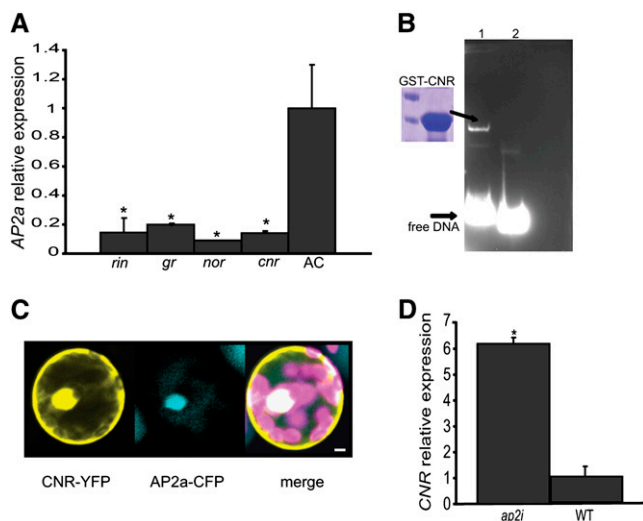 A
AP2a relative expression
1.4
1.2
1
0.8
0.6
0.4
0.2
0
*
*
*
*
rin
gr
nor
cnr
AC
B
1 2
GST-CNR
free DNA
C
CNR-YFP
AP2a-CFP
merge
D
CNR relative expression
7
6
5
4
3
2
1
0
*
ap2i
WT